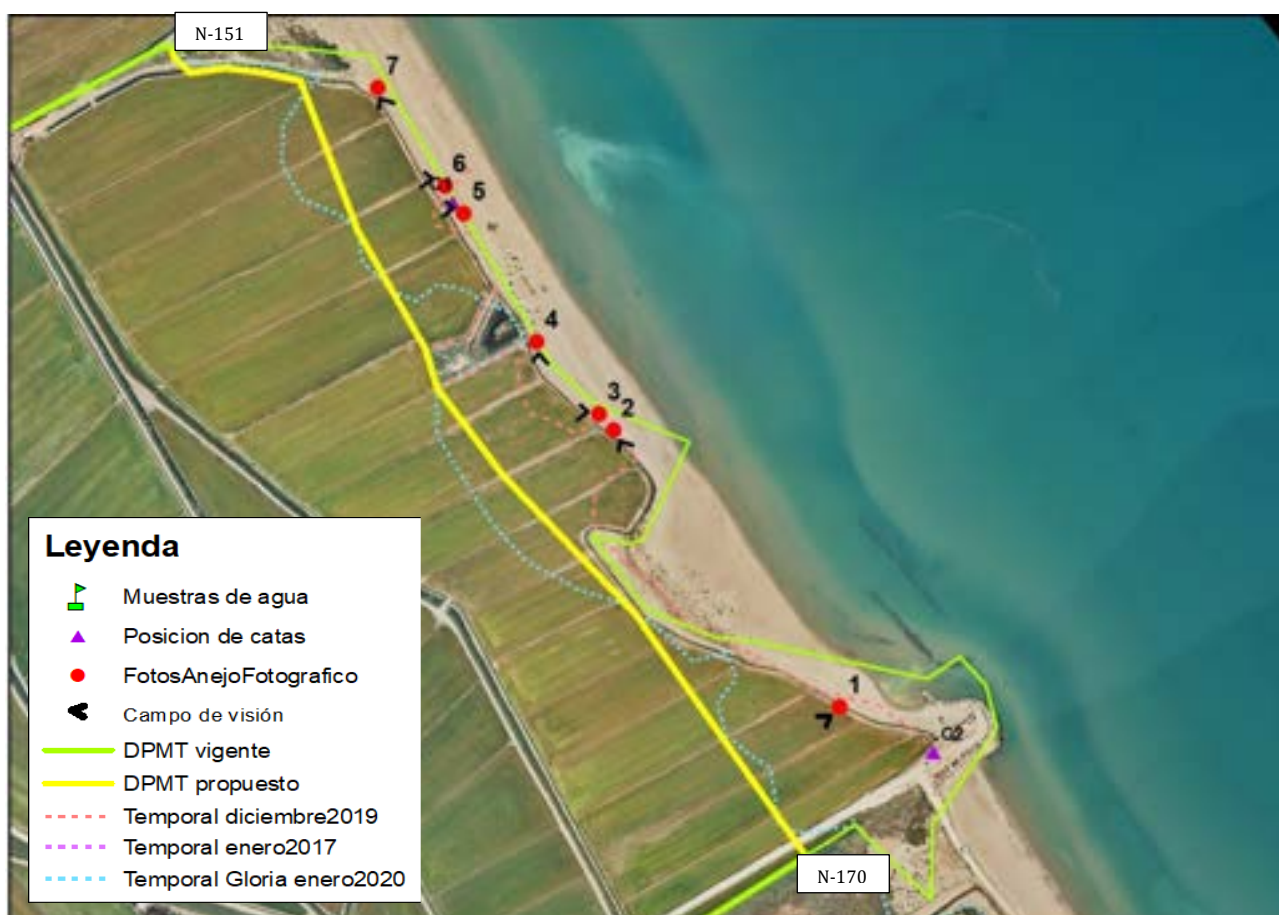 N-151
7
6
5
4
3
2
1
C2
N-170
Leyenda
Muestras de agua
Posicion de catas
FotosAnejoFotografico
Campo de visión
DPMT vigente
DPMT propuesto
Temporal diciembre2019
Temporal enero2017
Temporal Gloria enero2020